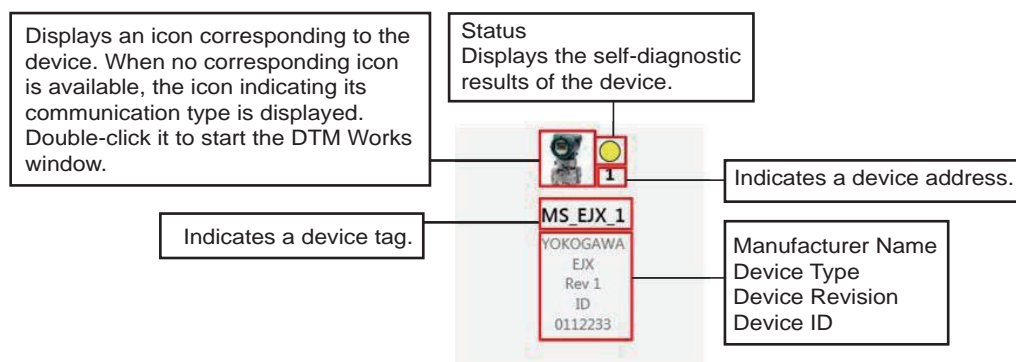 Displays an icon corresponding to the
device. When no corresponding icon
is available, the icon indicating its
communication type is displayed.
Double-click it to start the DTM Works
window.
Status
Displays the self-diagnostic
results of the device.
1
Indicates a device address.
Indicates a device tag.
MS_EJX_1
YOKOGAWA
EJX
Rev 1
ID
0112233
Manufacturer Name
Device Type
Device Revision
Device ID